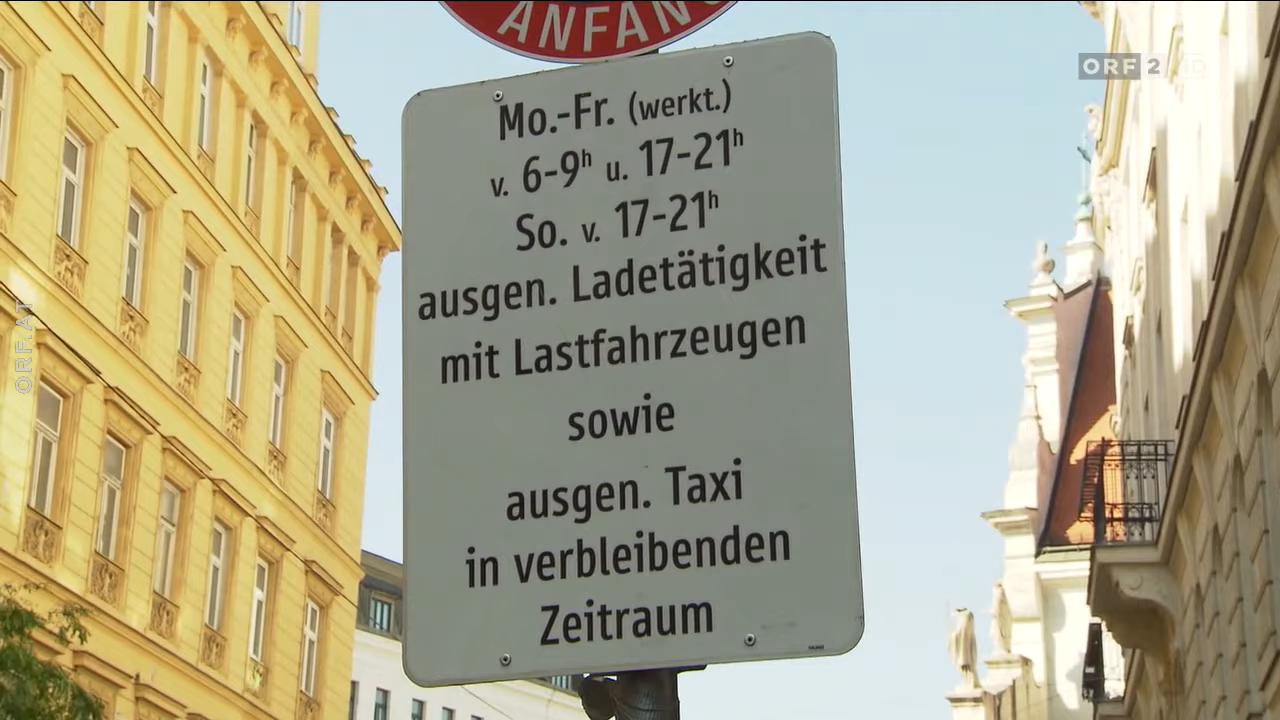 ANFANG
ORF 2 HD
Mo.-Fr. (werkt.)
v. 6-9h u. 17-21h
So. v. 17-21h
ausgen. Ladetätigkeit
mit Lastfahrzeugen
sowie
ausgen. Taxi
in verbleibenden
Zeitraum
ORF.AT